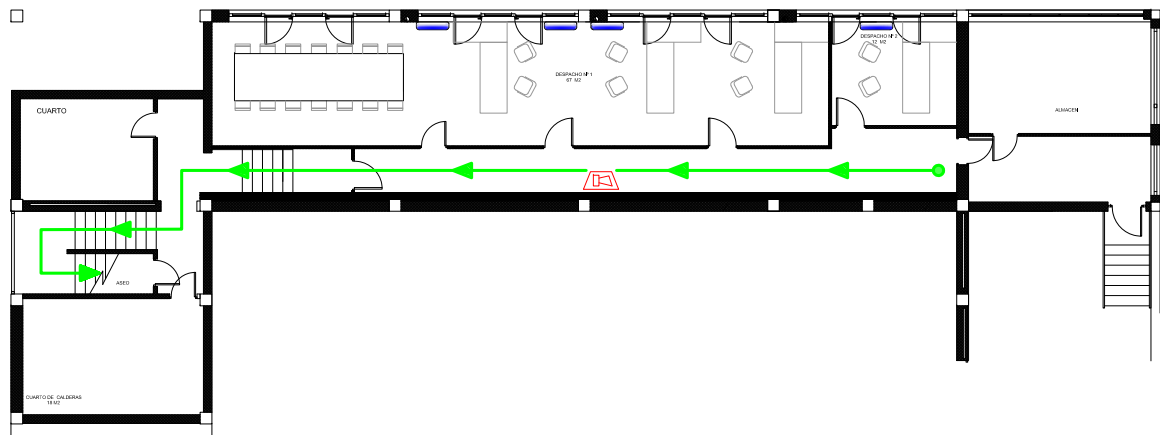 DESPACHO Nº 2
12 M2
DESPACHO Nº 1
67 M2
CUARTO
ALMACEN
ASEO
CUARTO DE CALDERAS
18 M2